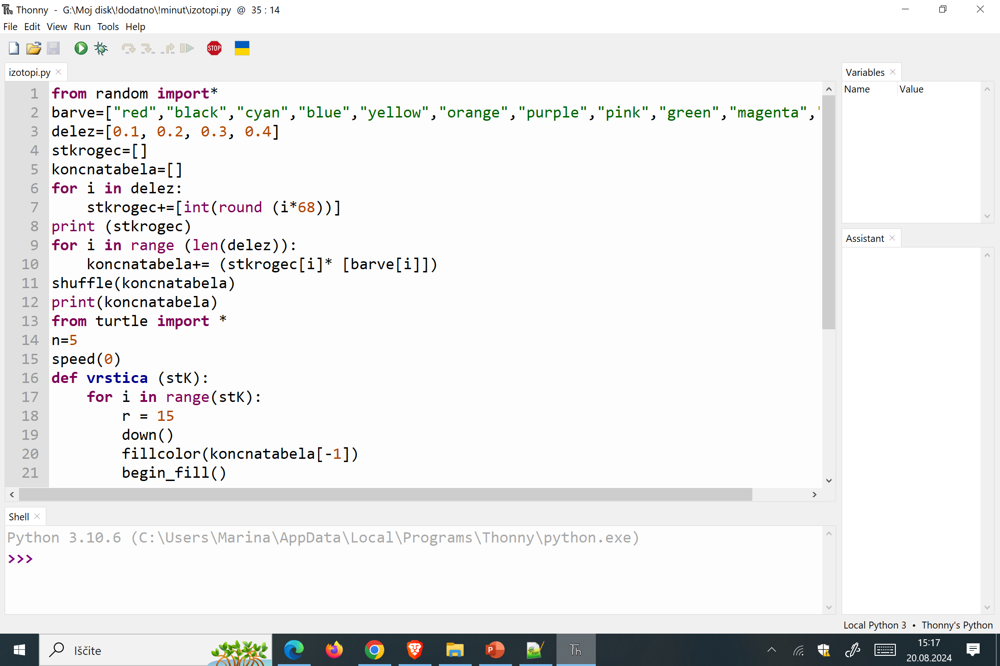 Thonny - G:\Moj disk\!dodatno\!minut\izotopi.py @ 35 : 14
File Edit View Run Tools Help
STOP
izotopi.py
1 from random import*
2 barve=["red","black","cyan","blue","yellow","orange","purple","pink","green","magenta","
3 delez=[0.1, 0.2, 0.3, 0.4]
4 stkrogec=[]
5 koncnatabela=[]
6 for i in delez:
7     stkrogec+=[int(round (i*68))]
8 print (stkrogec)
9 for i in range (len(delez)):
10     koncnatabela+= (stkrogec[i]* [barve[i]])
11 shuffle(koncnatabela)
12 print(koncnatabela)
13 from turtle import *
14 n=5
15 speed(0)
16 def vrstica (stK):
17     for i in range(stK):
18         r = 15
19         down()
20         fillcolor(koncnatabela[-1])
21         begin_fill()
Variables
Name Value
Assistant
Shell
Python 3.10.6 (C:\Users\Marina\AppData\Local\Programs\Thonny\python.exe)
>>>
Local Python 3 • Thonny's Python
Iščite
P
Th
15:17
20.08.2024